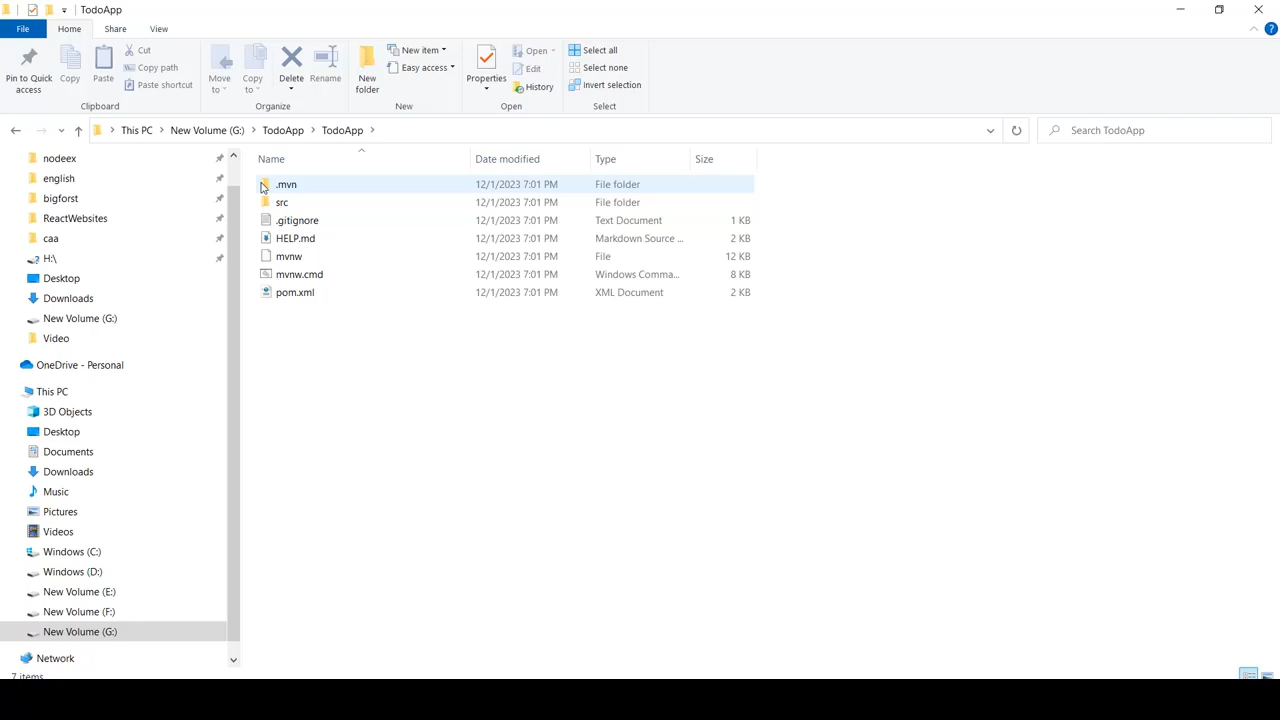 TodoApp
File Home Share View
Pin to Quick access Copy Paste Cut Copy path Paste shortcut Move to Copy to Delete Rename New folder New item Easy access Properties Open Edit History Select all Select none Invert selection
Clipboard Organize New Open Select
This PC New Volume (G:) TodoApp TodoApp Search TodoApp
Name Date modified Type Size
.mvn 12/1/2023 7:01 PM File folder
src 12/1/2023 7:01 PM File folder
.gitignore 12/1/2023 7:01 PM Text Document 1 KB
HELP.md 12/1/2023 7:01 PM Markdown Source ... 2 KB
mvnw 12/1/2023 7:01 PM File 12 KB
mvnw.cmd 12/1/2023 7:01 PM Windows Comma... 8 KB
pom.xml 12/1/2023 7:01 PM XML Document 2 KB
nodeex
english
bigforst
ReactWebsites
caa
H:\
Desktop
Downloads
New Volume (G:)
Video
OneDrive - Personal
This PC
3D Objects
Desktop
Documents
Downloads
Music
Pictures
Videos
Windows (C:)
Windows (D:)
New Volume (E:)
New Volume (F:)
New Volume (G:)
Network
7 items